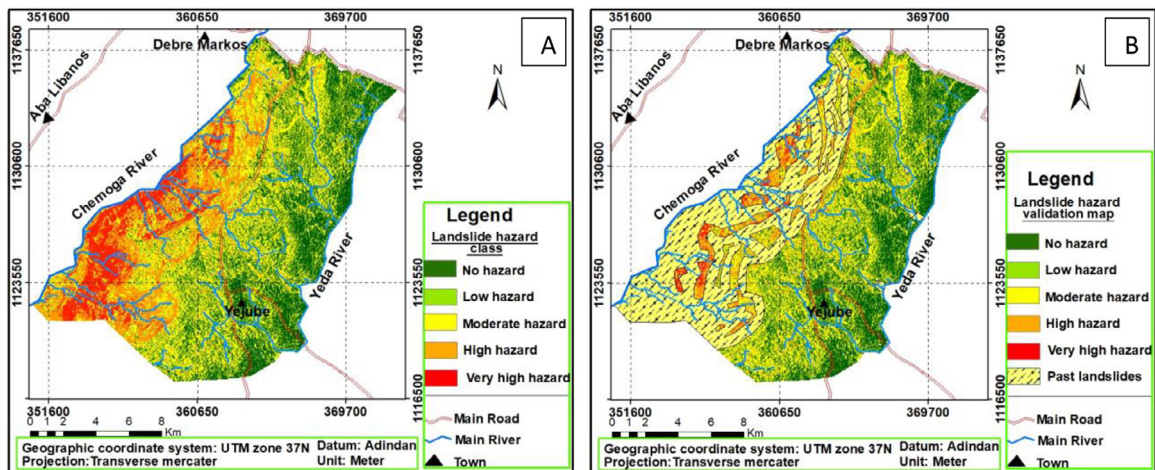 351600 360650 369700
Debre Markos
A
1137650
1137650
Aba Libanos
N
1130600
1130600
Chemoga River
Legend
Landslide hazard
class
No hazard
Low hazard
Moderate hazard
High hazard
Very high hazard
Main Road
Main River
Town
Yeda River
1123550
1123550
Yejube
1116500
351600 360650 369700
0 1 2 4 6 8
Km
Geographic coordinate system: UTM zone 37N Datum: Adindan
Projection:Transverse mercater Unit: Meter
351600 360650 369700
Debre Markos
B
1137650
1137650
Aba Libanos
N
1130600
1130600
Chemoga River
Legend
Landslide hazard
validation map
No hazard
Low hazard
Moderate hazard
High hazard
Very high hazard
Past landslides
Main Road
Main River
Town
Yeda River
1123550
1123550
Yejube
1116500
351600 360650 369700
0 1 2 4 6 8
Km
Geographic coordinate system: UTM zone 37N Datum: Adindan
Projection:Transverse mercater Unit: Meter